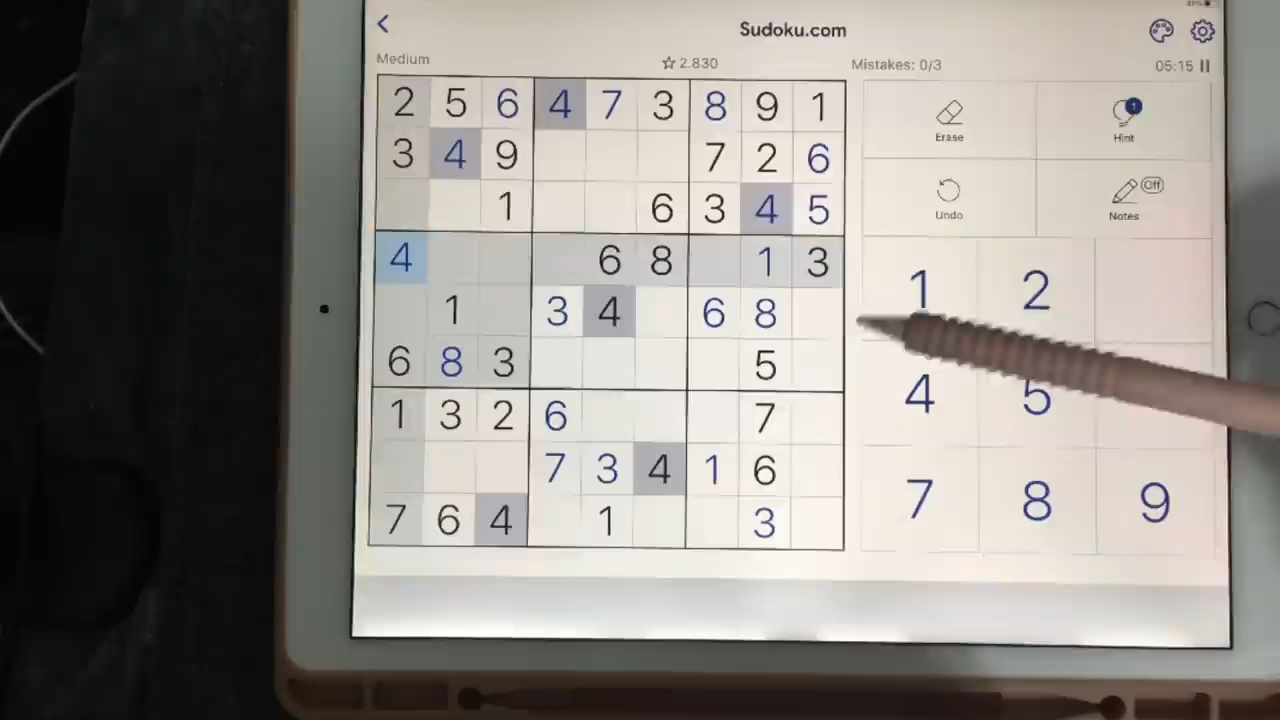 Sudoku.com
Medium
2.830
Mistakes: 0/3
05:15
2 5 6 4 7 3 8 9 1
3 4 9 7 2 6
1 6 3 4 5
4 6 8 1 3
1 3 4 6 8
6 8 3 5
1 3 2 6 7
7 3 4 1 6
7 6 4 1 3
Erase
1
Hint
Undo
Off
Notes
1 2
4 5
7 8 9